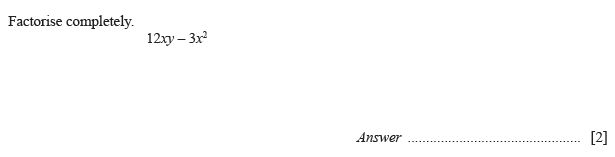 Factorise completely.
12xy – 3x²
Answer ................................................ [2]